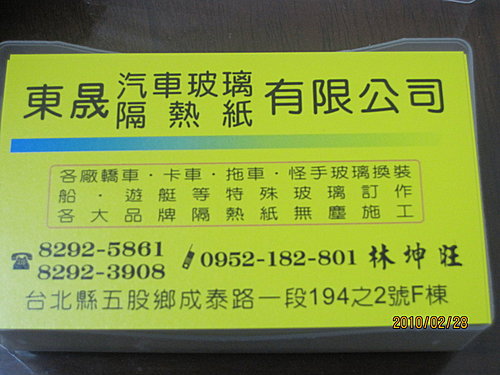 東晟汽車玻璃隔熱紙有限公司
各廠轎車·卡車·拖車·怪手玻璃換裝
船·遊艇等特殊玻璃訂作
各大品牌隔熱紙無塵施工
☎8292-5861
8292-3908
0952-182-801 林坤旺
台北縣五股鄉成泰路一段194之2號F棟
2010/02/28